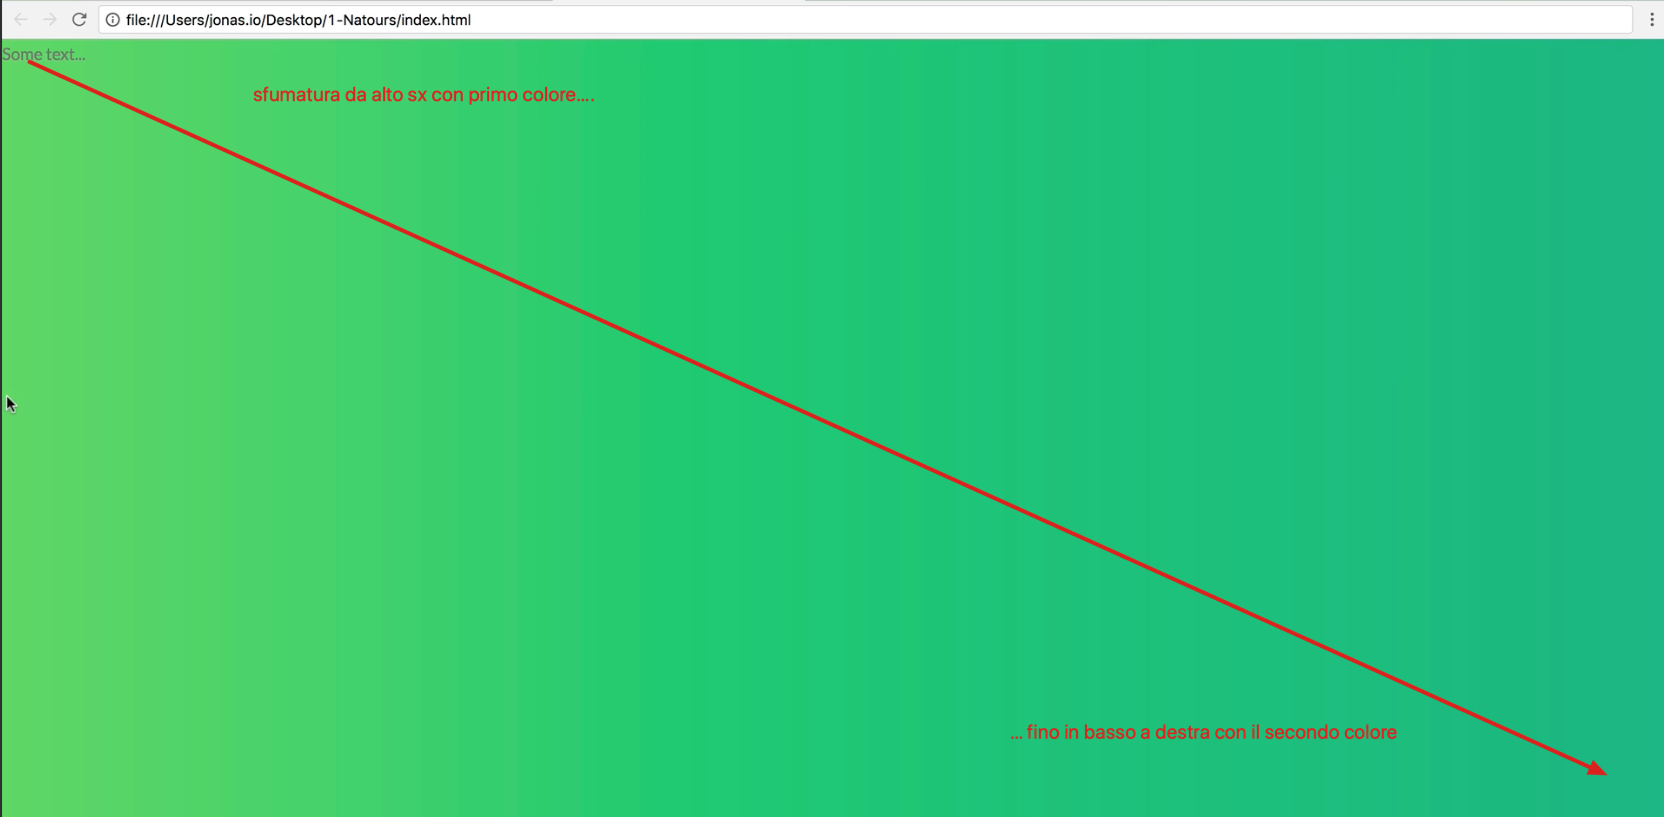 file:///Users/jonas.io/Desktop/1-Natours/index.html
Some text...
sfumatura da alto sx con primo colore....
... fino in basso a destra con il secondo colore